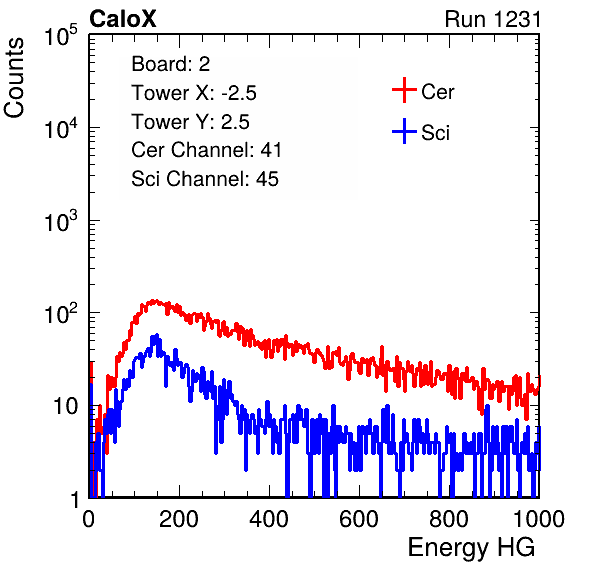 CaloX Run 1231
Counts
Board: 2
Tower X: -2.5
Tower Y: 2.5
Cer Channel: 41
Sci Channel: 45
Cer
Sci
10^5
10^4
10^3
10^2
10
1
0 200 400 600 800 1000
Energy HG